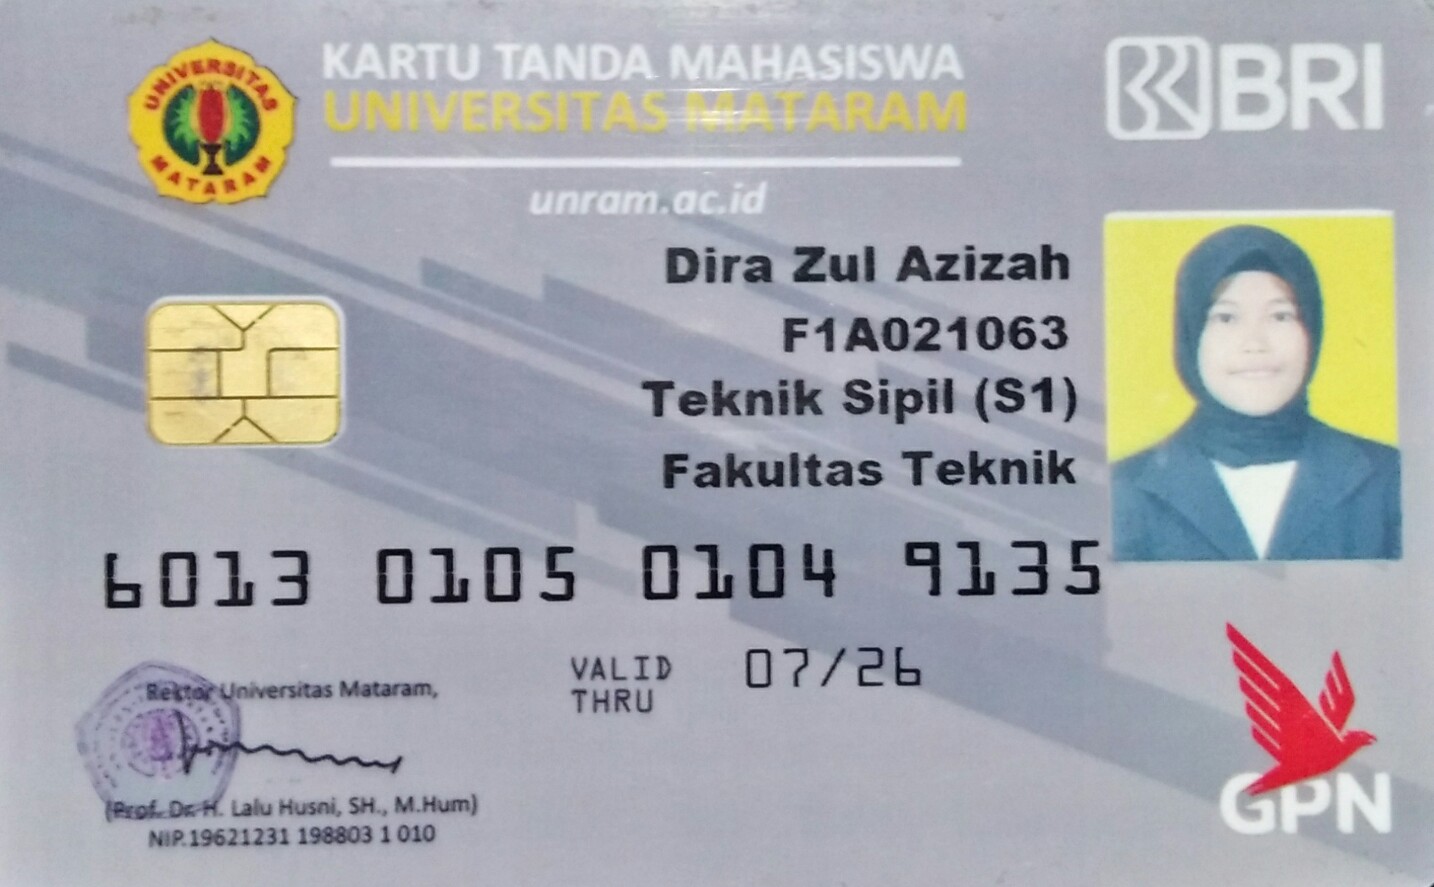 KARTU TANDA MAHASISWA
UNIVERSITAS MATARAM
unram.ac.id
UNIVERSITAS
MATARAM
BRI
Dira Zul Azizah
F1A021063
Teknik Sipil (S1)
Fakultas Teknik
6013 0105 0104 9135
VALID THRU 07/26
Rektor Universitas Mataram,
(Prof. Dr. H. Lalu Husni, SH., M.Hum)
NIP.19621231 198803 1 010
GPN